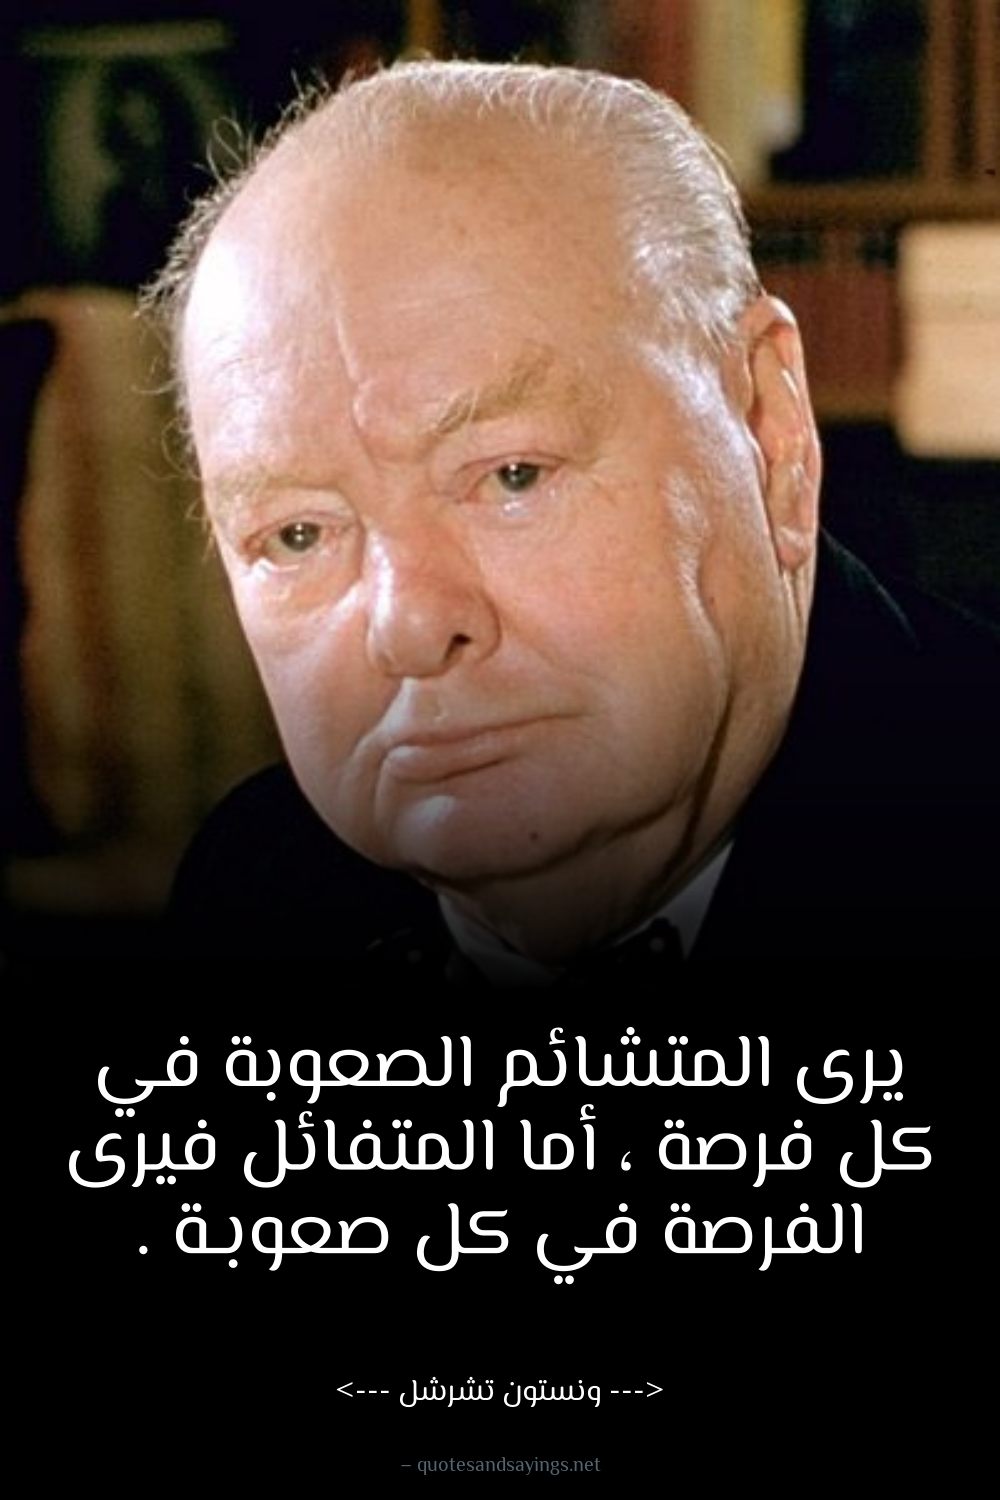 يرى المتشائم الصعوبة في
كل فرصة ، أما المتفائل فيرى
الفرصة في كل صعوبة .
<--- ونستون تشرشل --->
– quotesandsayings.net